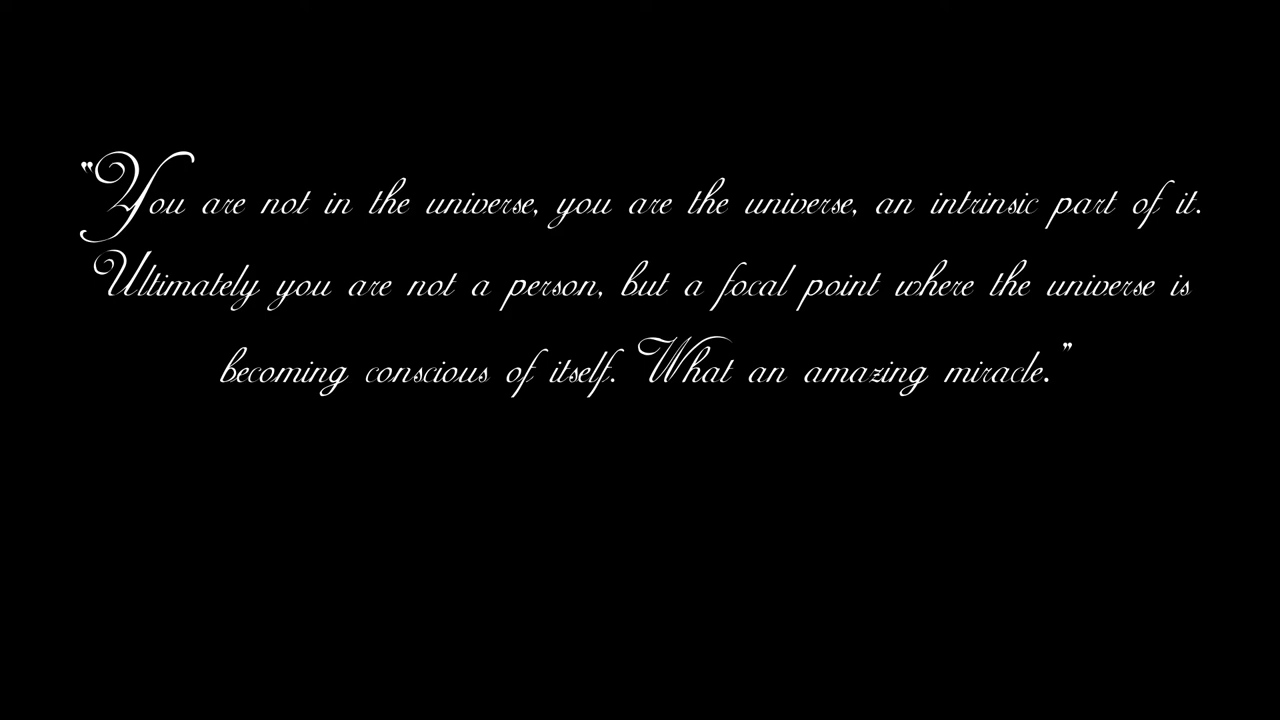 "You are not in the universe, you are the universe, an intrinsic part of it.
Ultimately you are not a person, but a focal point where the universe is
becoming conscious of itself. What an amazing miracle."